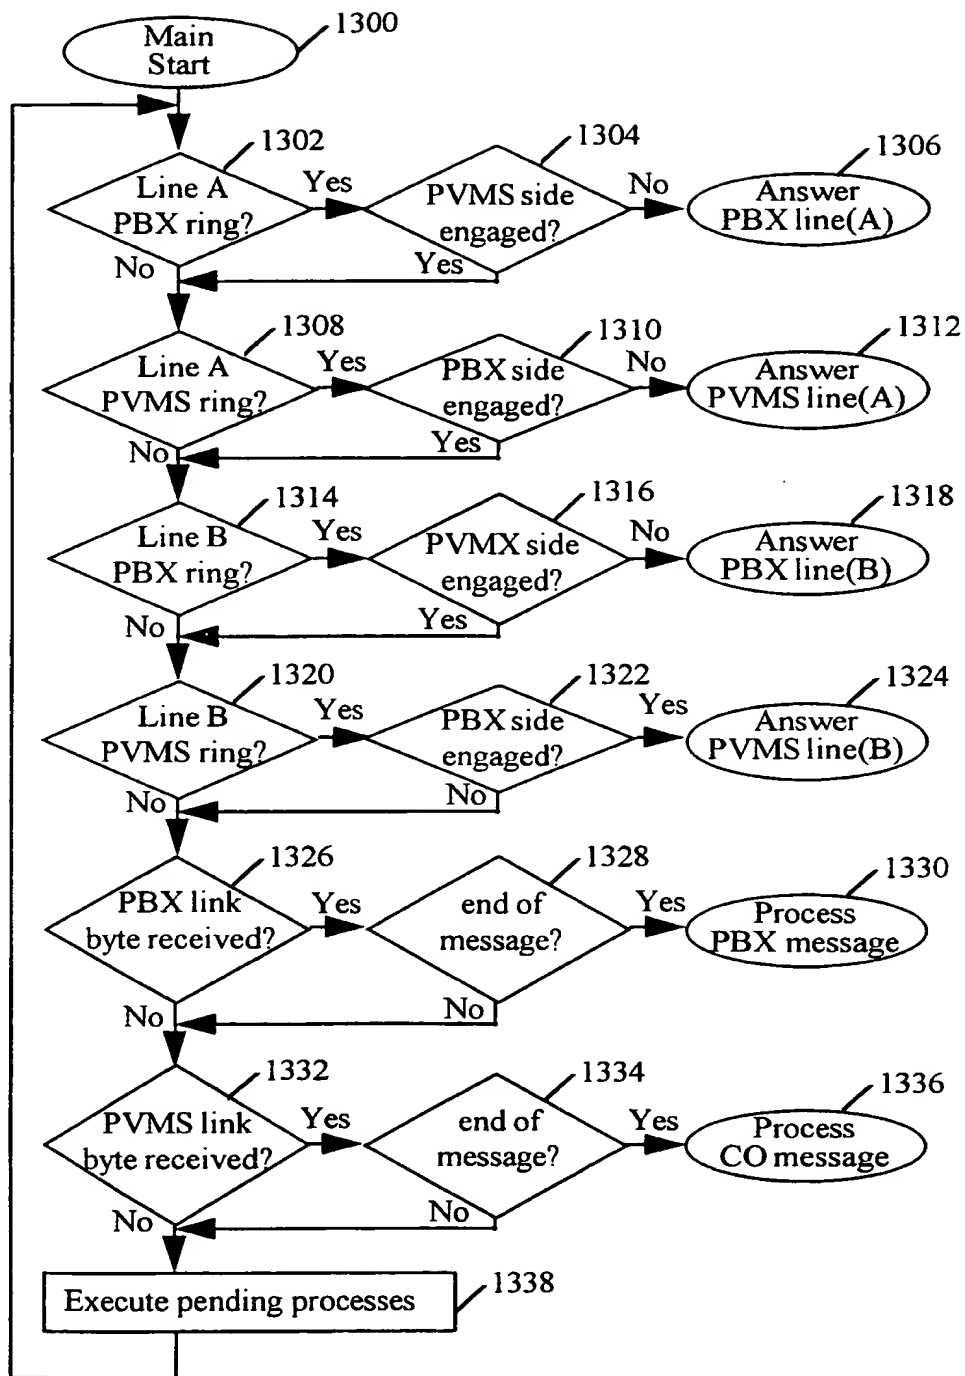 Main
Start
1300
1302
Line A
PBX ring?
Yes
1304
PVMS side
engaged?
No
1306
Answer
PBX line(A)
No
Yes
1308
Line A
PVMS ring?
Yes
1310
PBX side
engaged?
No
1312
Answer
PVMS line(A)
No
Yes
1314
Line B
PBX ring?
Yes
1316
PVMX side
engaged?
No
1318
Answer
PBX line(B)
No
Yes
1320
Line B
PVMS ring?
Yes
1322
PBX side
engaged?
Yes
1324
Answer
PVMS line(B)
No
No
1326
PBX link
byte received?
Yes
1328
end of
message?
Yes
1330
Process
PBX message
No
No
1332
PVMS link
byte received?
Yes
1334
end of
message?
Yes
1336
Process
CO message
No
No
Execute pending processes
1338